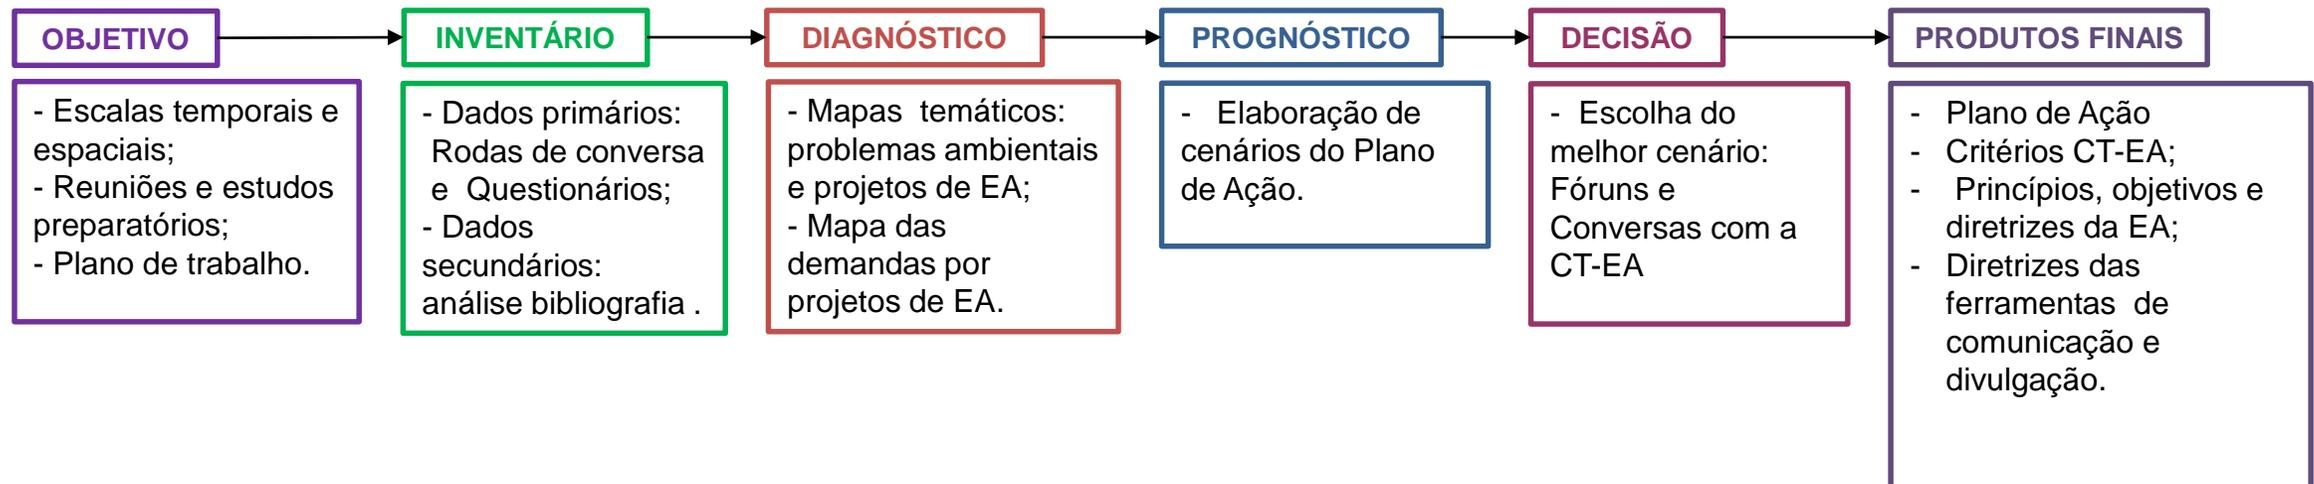 OBJETIVO
- Escalas temporais e
espaciais;
- Reuniões e estudos
preparatórios;
- Plano de trabalho.
INVENTÁRIO
- Dados primários:
Rodas de conversa
e Questionários;
- Dados
secundários:
análise bibliografia .
DIAGNÓSTICO
- Mapas temáticos:
problemas ambientais
e projetos de EA;
- Mapa das
demandas por
projetos de EA.
PROGNÓSTICO
- Elaboração de
cenários do Plano
de Ação.
DECISÃO
- Escolha do
melhor cenário:
Fóruns e
Conversas com a
CT-EA
PRODUTOS FINAIS
- Plano de Ação
- Critérios CT-EA;
- Princípios, objetivos e
diretrizes da EA;
- Diretrizes das
ferramentas de
comunicação e
divulgação.